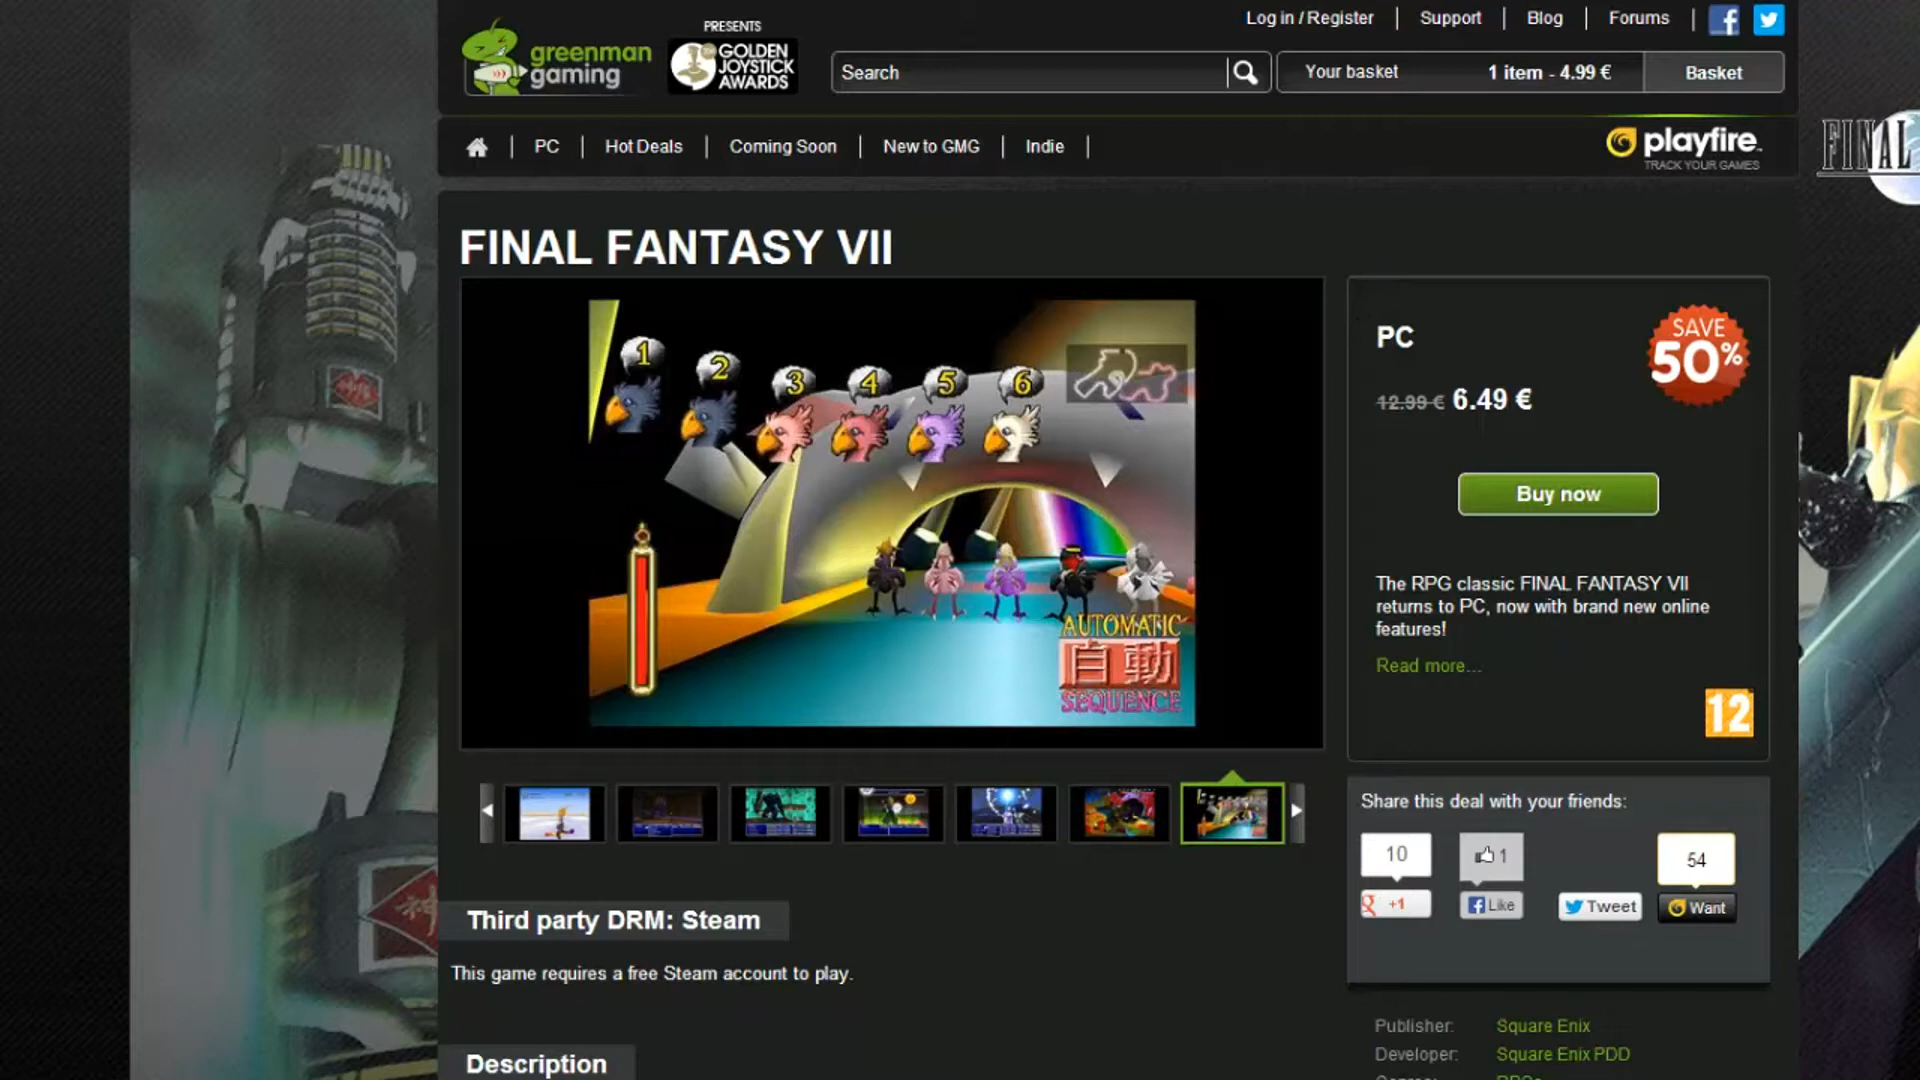 PRESENTS
Log in / Register
Support
Blog
Forums
greenman
gaming
GOLDEN
JOYSTICK
AWARDS
Search
Your basket
1 item - 4.99 €
Basket
PC
Hot Deals
Coming Soon
New to GMG
Indie
playfire
TRACK YOUR GAMES
FINAL
FINAL FANTASY VII
1
2
3
4
5
6
AUTOMATIC
自動
SEQUENCE
PC
SAVE
50%
12.99 € 6.49 €
Buy now
The RPG classic FINAL FANTASY VII
returns to PC, now with brand new online
features!
Read more...
12
Share this deal with your friends:
10
1
54
+1
Like
Tweet
Want
Third party DRM: Steam
This game requires a free Steam account to play.
Description
Publisher:
Square Enix
Developer:
Square Enix PDD